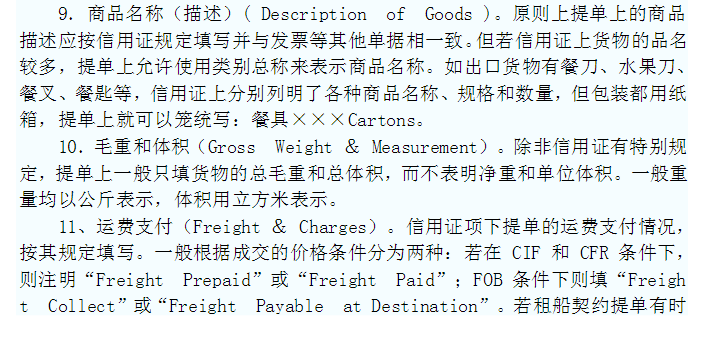 9. 商品名称（描述）( Description of Goods )。原则上提单上的商品
描述应按信用证规定填写并与发票等其他单据相一致。但若信用证上货物的品名
较多，提单上允许使用类别总称来表示商品名称。如出口货物有餐刀、水果刀、
餐叉、餐匙等，信用证上分别列明了各种商品名称、规格和数量，但包装都用纸
箱，提单上就可以笼统写：餐具×××Cartons。
10. 毛重和体积（Gross Weight & Measurement）。除非信用证有特别规
定，提单上一般只填货物的总毛重和总体积，而不表明净重和单位体积。一般重
量均以公斤表示，体积用立方米表示。
11、运费支付（Freight & Charges）。信用证项下提单的运费支付情况，
按其规定填写。一般根据成交的价格条件分为两种：若在 CIF 和 CFR 条件下，
则注明“Freight Prepaid”或“Freight Paid”；FOB 条件下则填“Freigh
t Collect”或“Freight Payable at Destination”。若租船契约提单有时